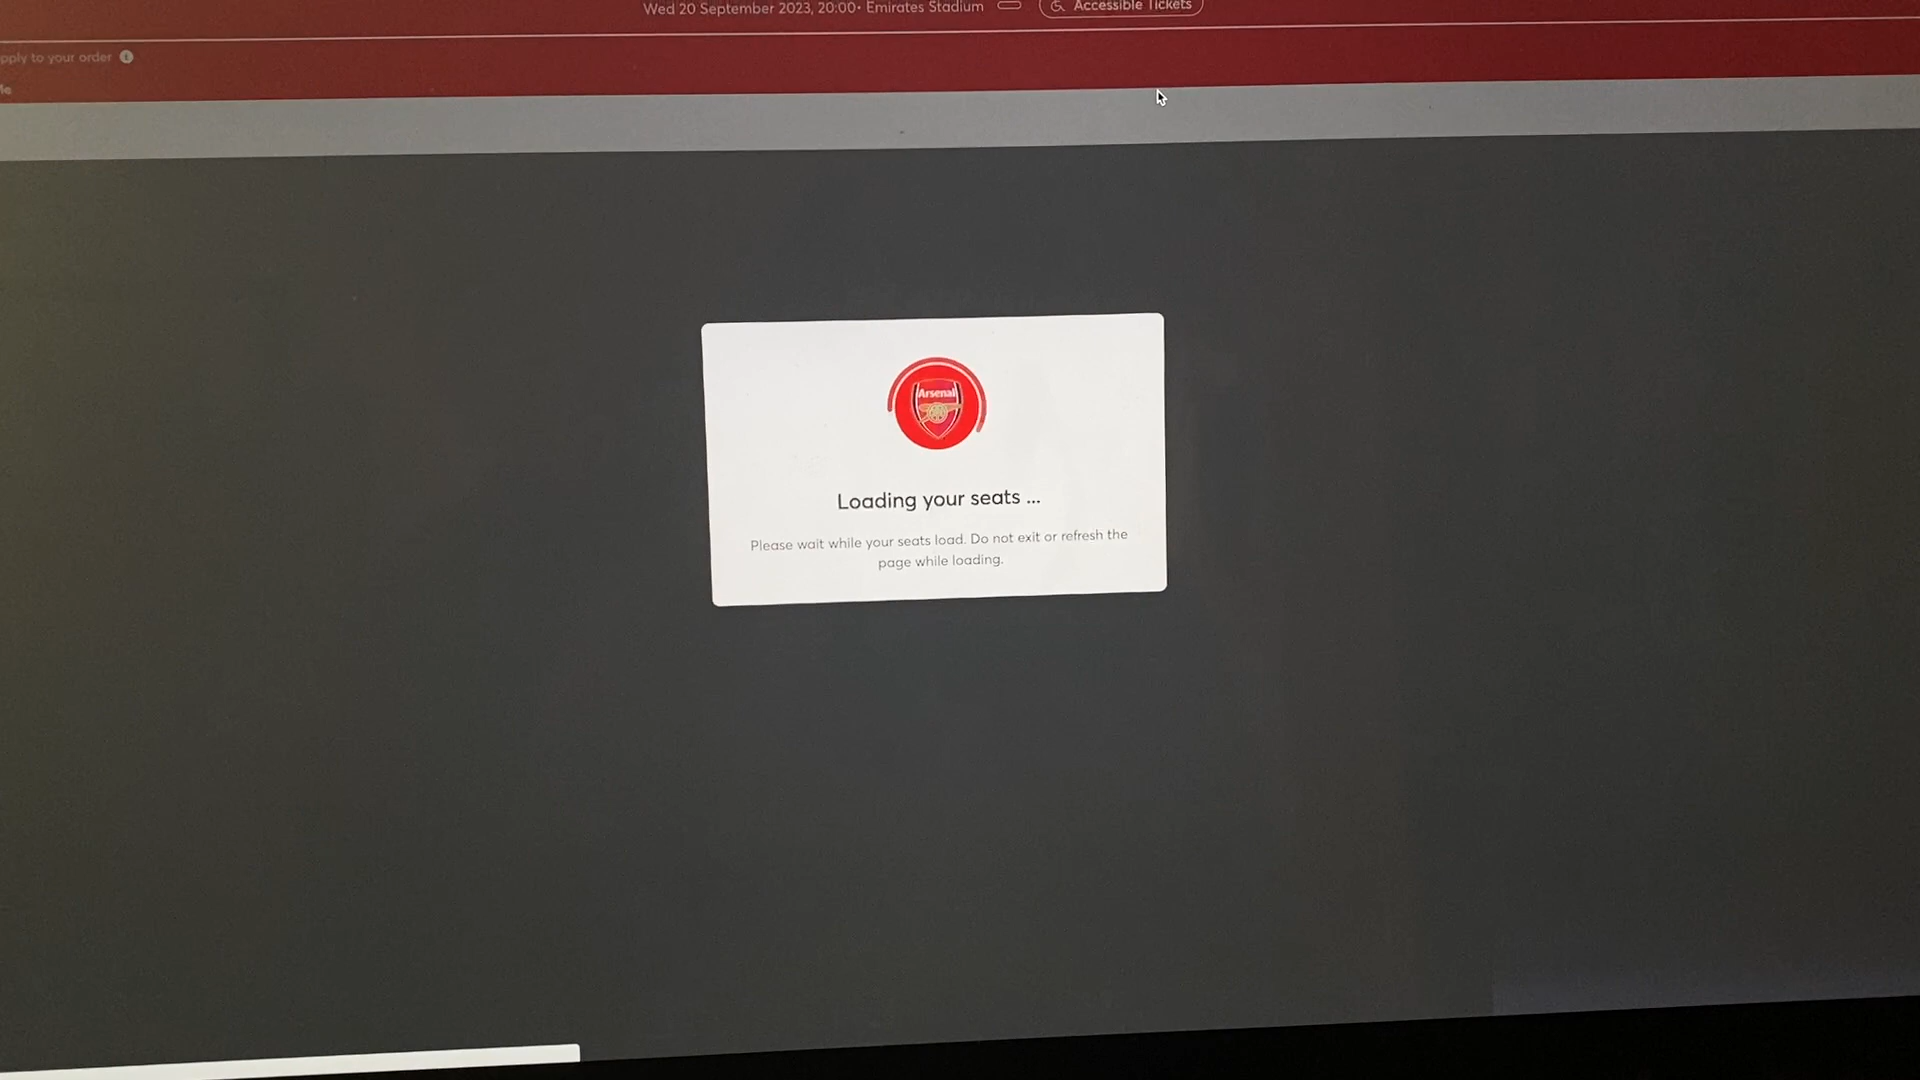 Wed 20 September 2023, 20:00• Emirates Stadium
Accessible Tickets
pply to your order
Arsenal
Loading your seats ...
Please wait while your seats load. Do not exit or refresh the
page while loading.